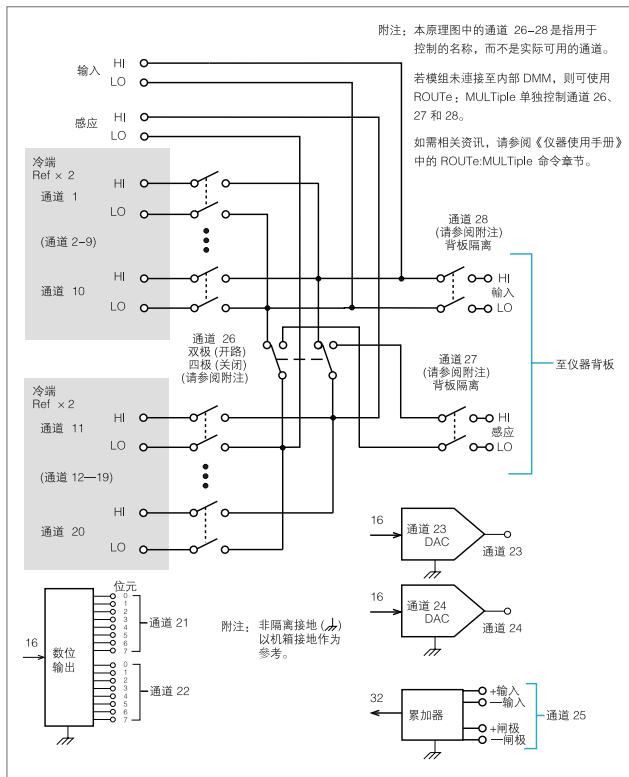 附注：本原理图中的通道 26-28 是指用于
控制的名称，而不是实际可用的通道。
若模组未连接至内部 DMM，则可使用
ROUTe：MULTiple 单独控制通道 26、
27 和 28。
如需相关资讯，请参阅《仪器使用手册》
中的 ROUTe:MULTiple 命令章节。
输入
HI
LO
感应
HI
LO
冷端
Ref × 2
通道 1
HI
LO
(通道 2-9)
通道 10
HI
LO
通道 28
(请参阅附注)
背板隔离
HI
輸入
LO
通道 26
双极 (开路)
四极 (关闭)
(请参阅附注)
通道27
(请参阅附注)
背板隔离
至仪器背板
HI
感应
LO
冷端
Ref × 2
通道 11
HI
LO
(通道 12—19)
通道 20
HI
LO
16
通道 23
DAC
通道 23
16
通道 24
DAC
通道 24
位元
16
数位
输出
0
1
2
3
4
5
6
7
通道 21
0
1
2
3
4
5
6
7
通道 22
附注： 非隔离接地 ( )
以机箱接地作为
参考。
32
累加器
+输入
—输入
+闸极
—闸极
通道 25